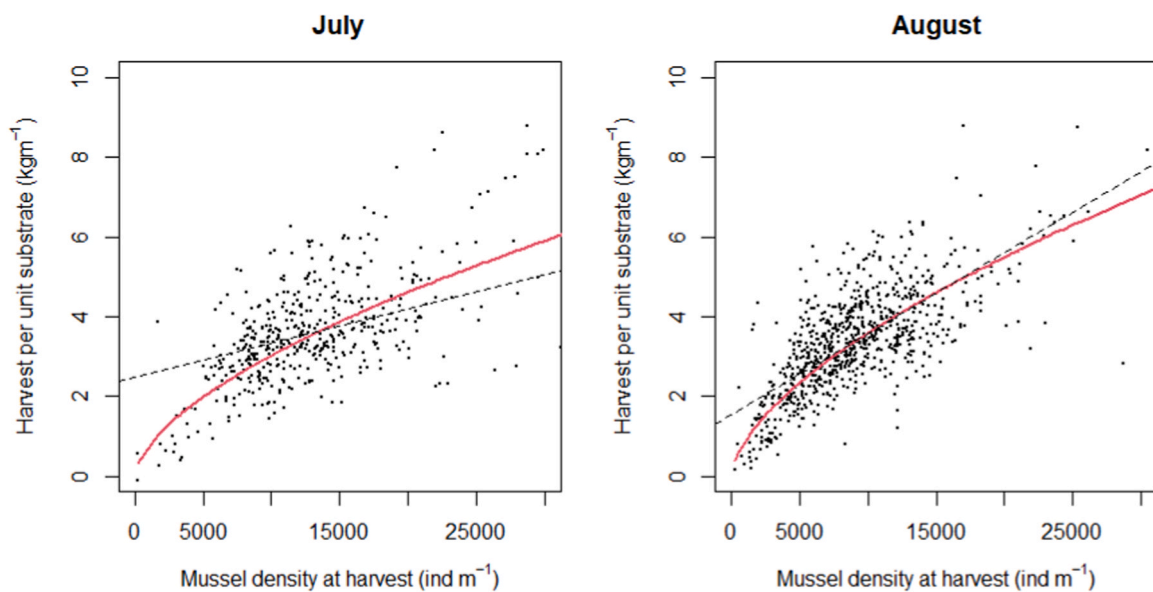 July
Harvest per unit substrate (kgm⁻¹)
10
8
6
4
2
0
0 5000 15000 25000
Mussel density at harvest (ind m⁻¹)
August
Harvest per unit substrate (kgm⁻¹)
10
8
6
4
2
0
0 5000 15000 25000
Mussel density at harvest (ind m⁻¹)